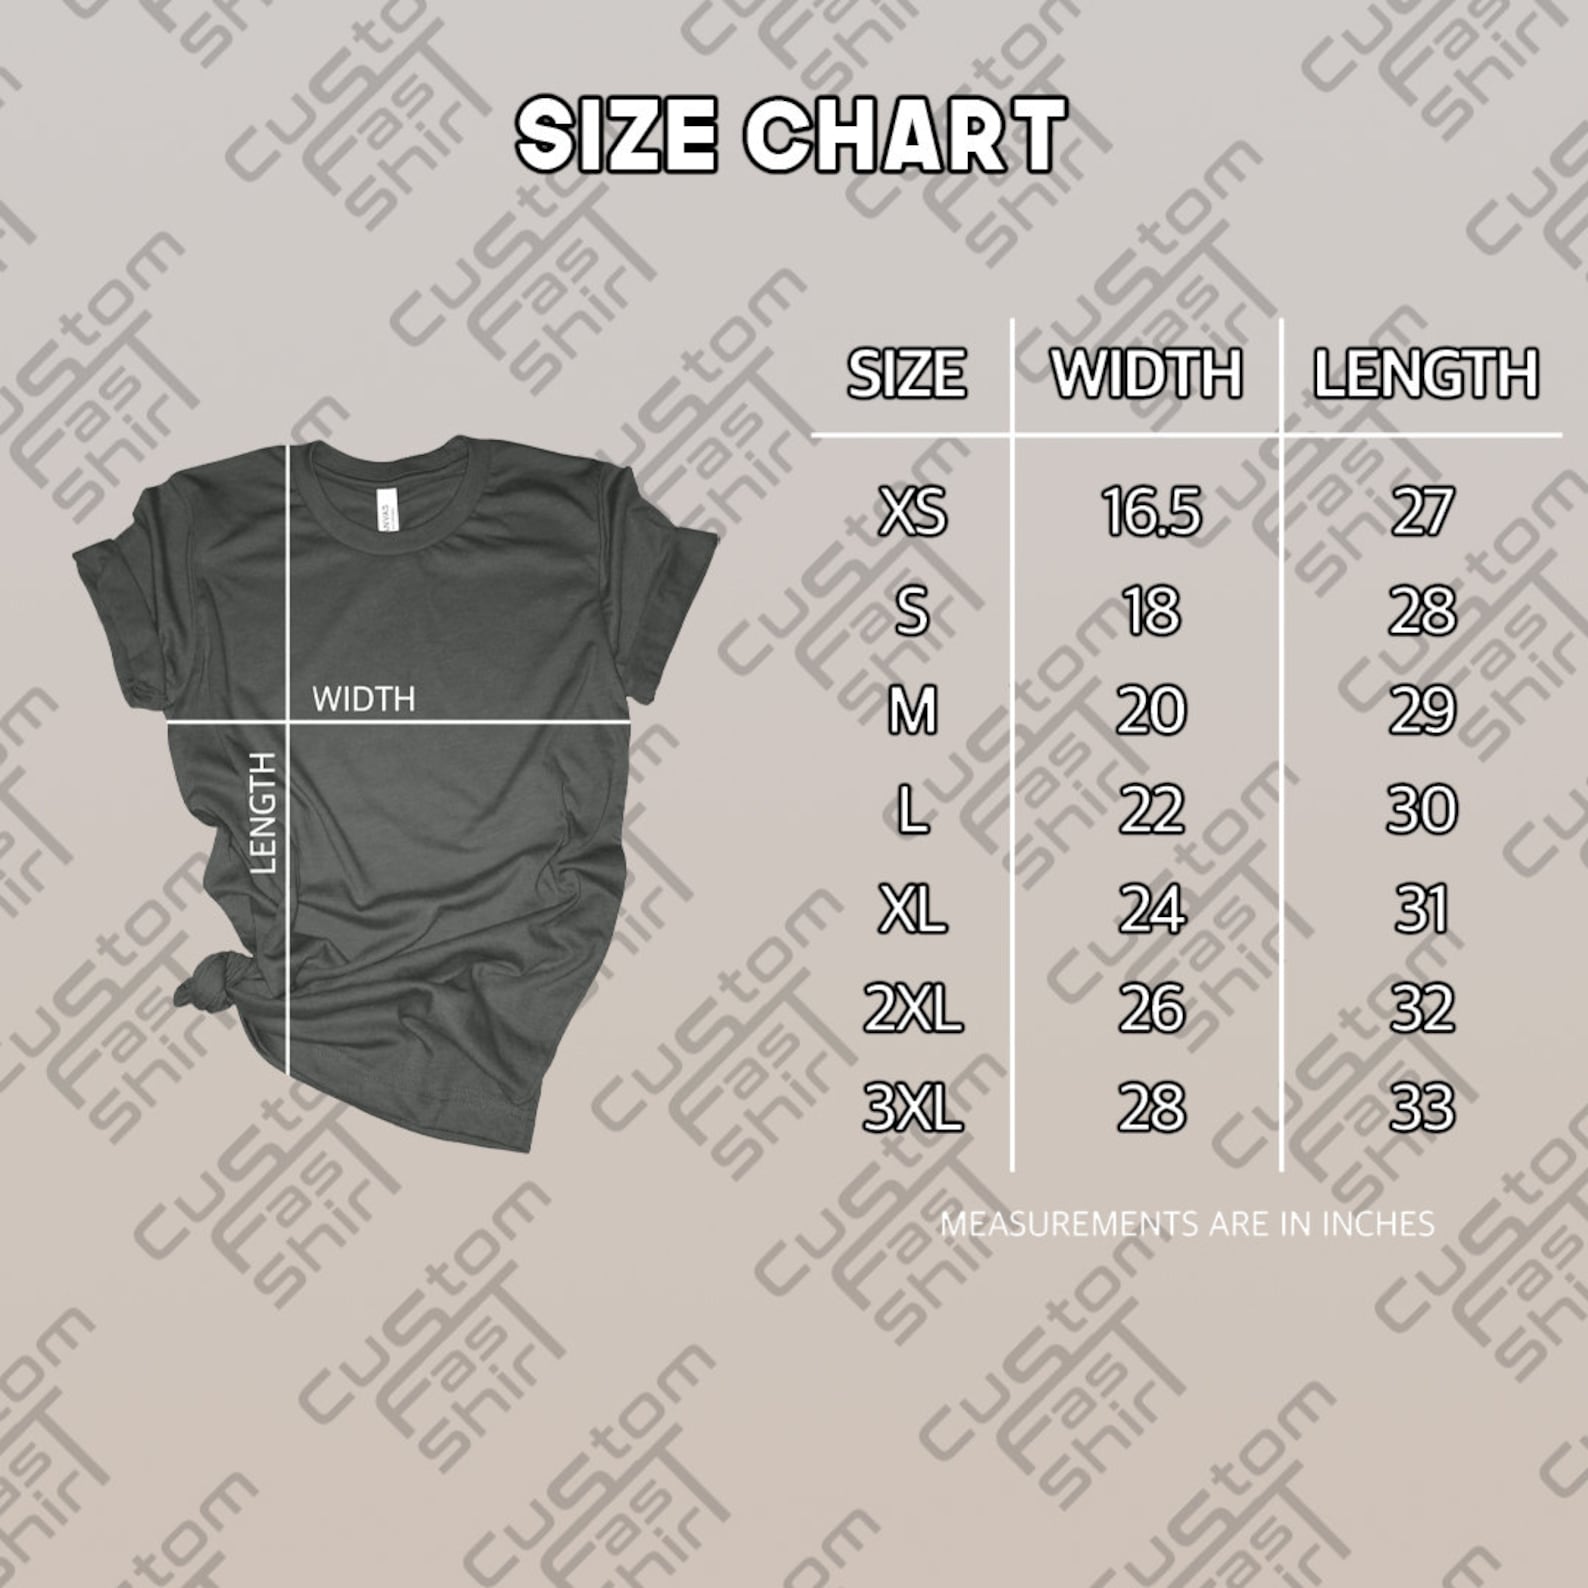 SIZE CHART
SIZE WIDTH LENGTH
XS 16.5 27
S 18 28
M 20 29
L 22 30
XL 24 31
2XL 26 32
3XL 28 33
MEASUREMENTS ARE IN INCHES
WIDTH
LENGTH
custom
Fast
shirt